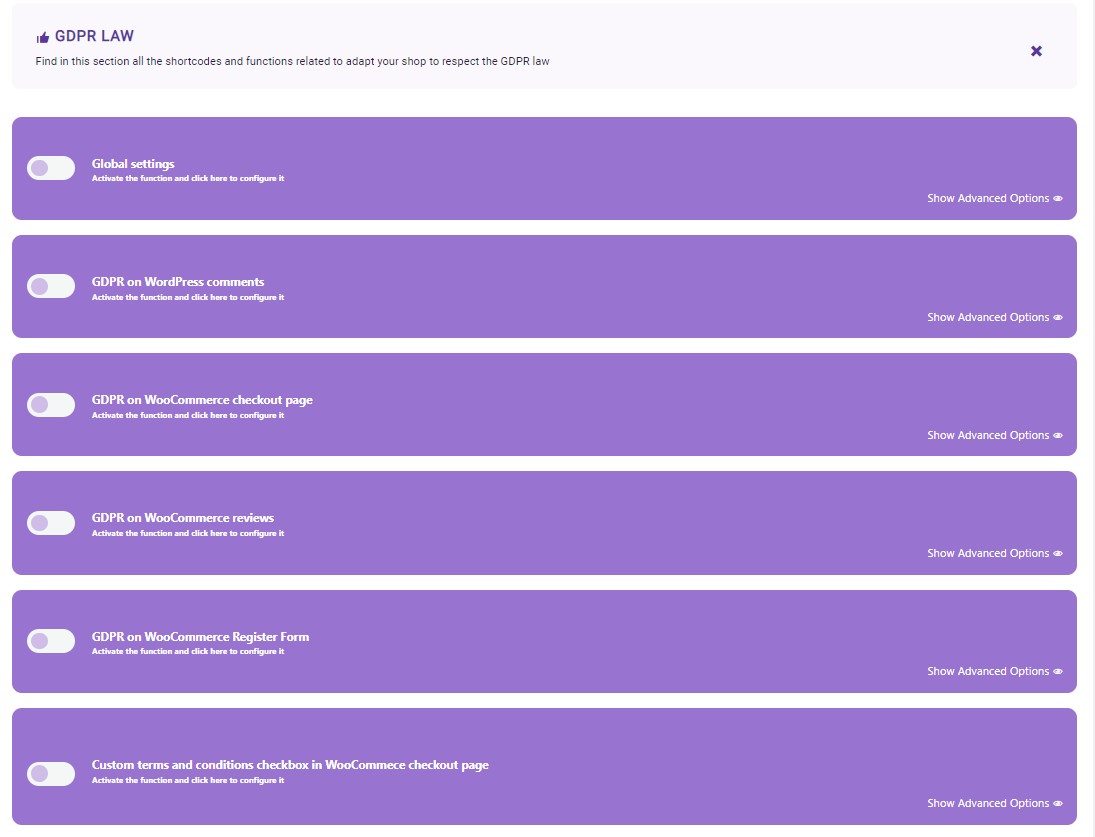 GDPR LAW
Find in this section all the shortcodes and functions related to adapt your shop to respect the GDPR law
Global settings
Activate the function and click here to configure it
Show Advanced Options
GDPR on WordPress comments
Activate the function and click here to configure it
Show Advanced Options
GDPR on WooCommerce checkout page
Activate the function and click here to configure it
Show Advanced Options
GDPR on WooCommerce reviews
Activate the function and click here to configure it
Show Advanced Options
GDPR on WooCommerce Register Form
Activate the function and click here to configure it
Show Advanced Options
Custom terms and conditions checkbox in WooCommece checkout page
Activate the function and click here to configure it
Show Advanced Options